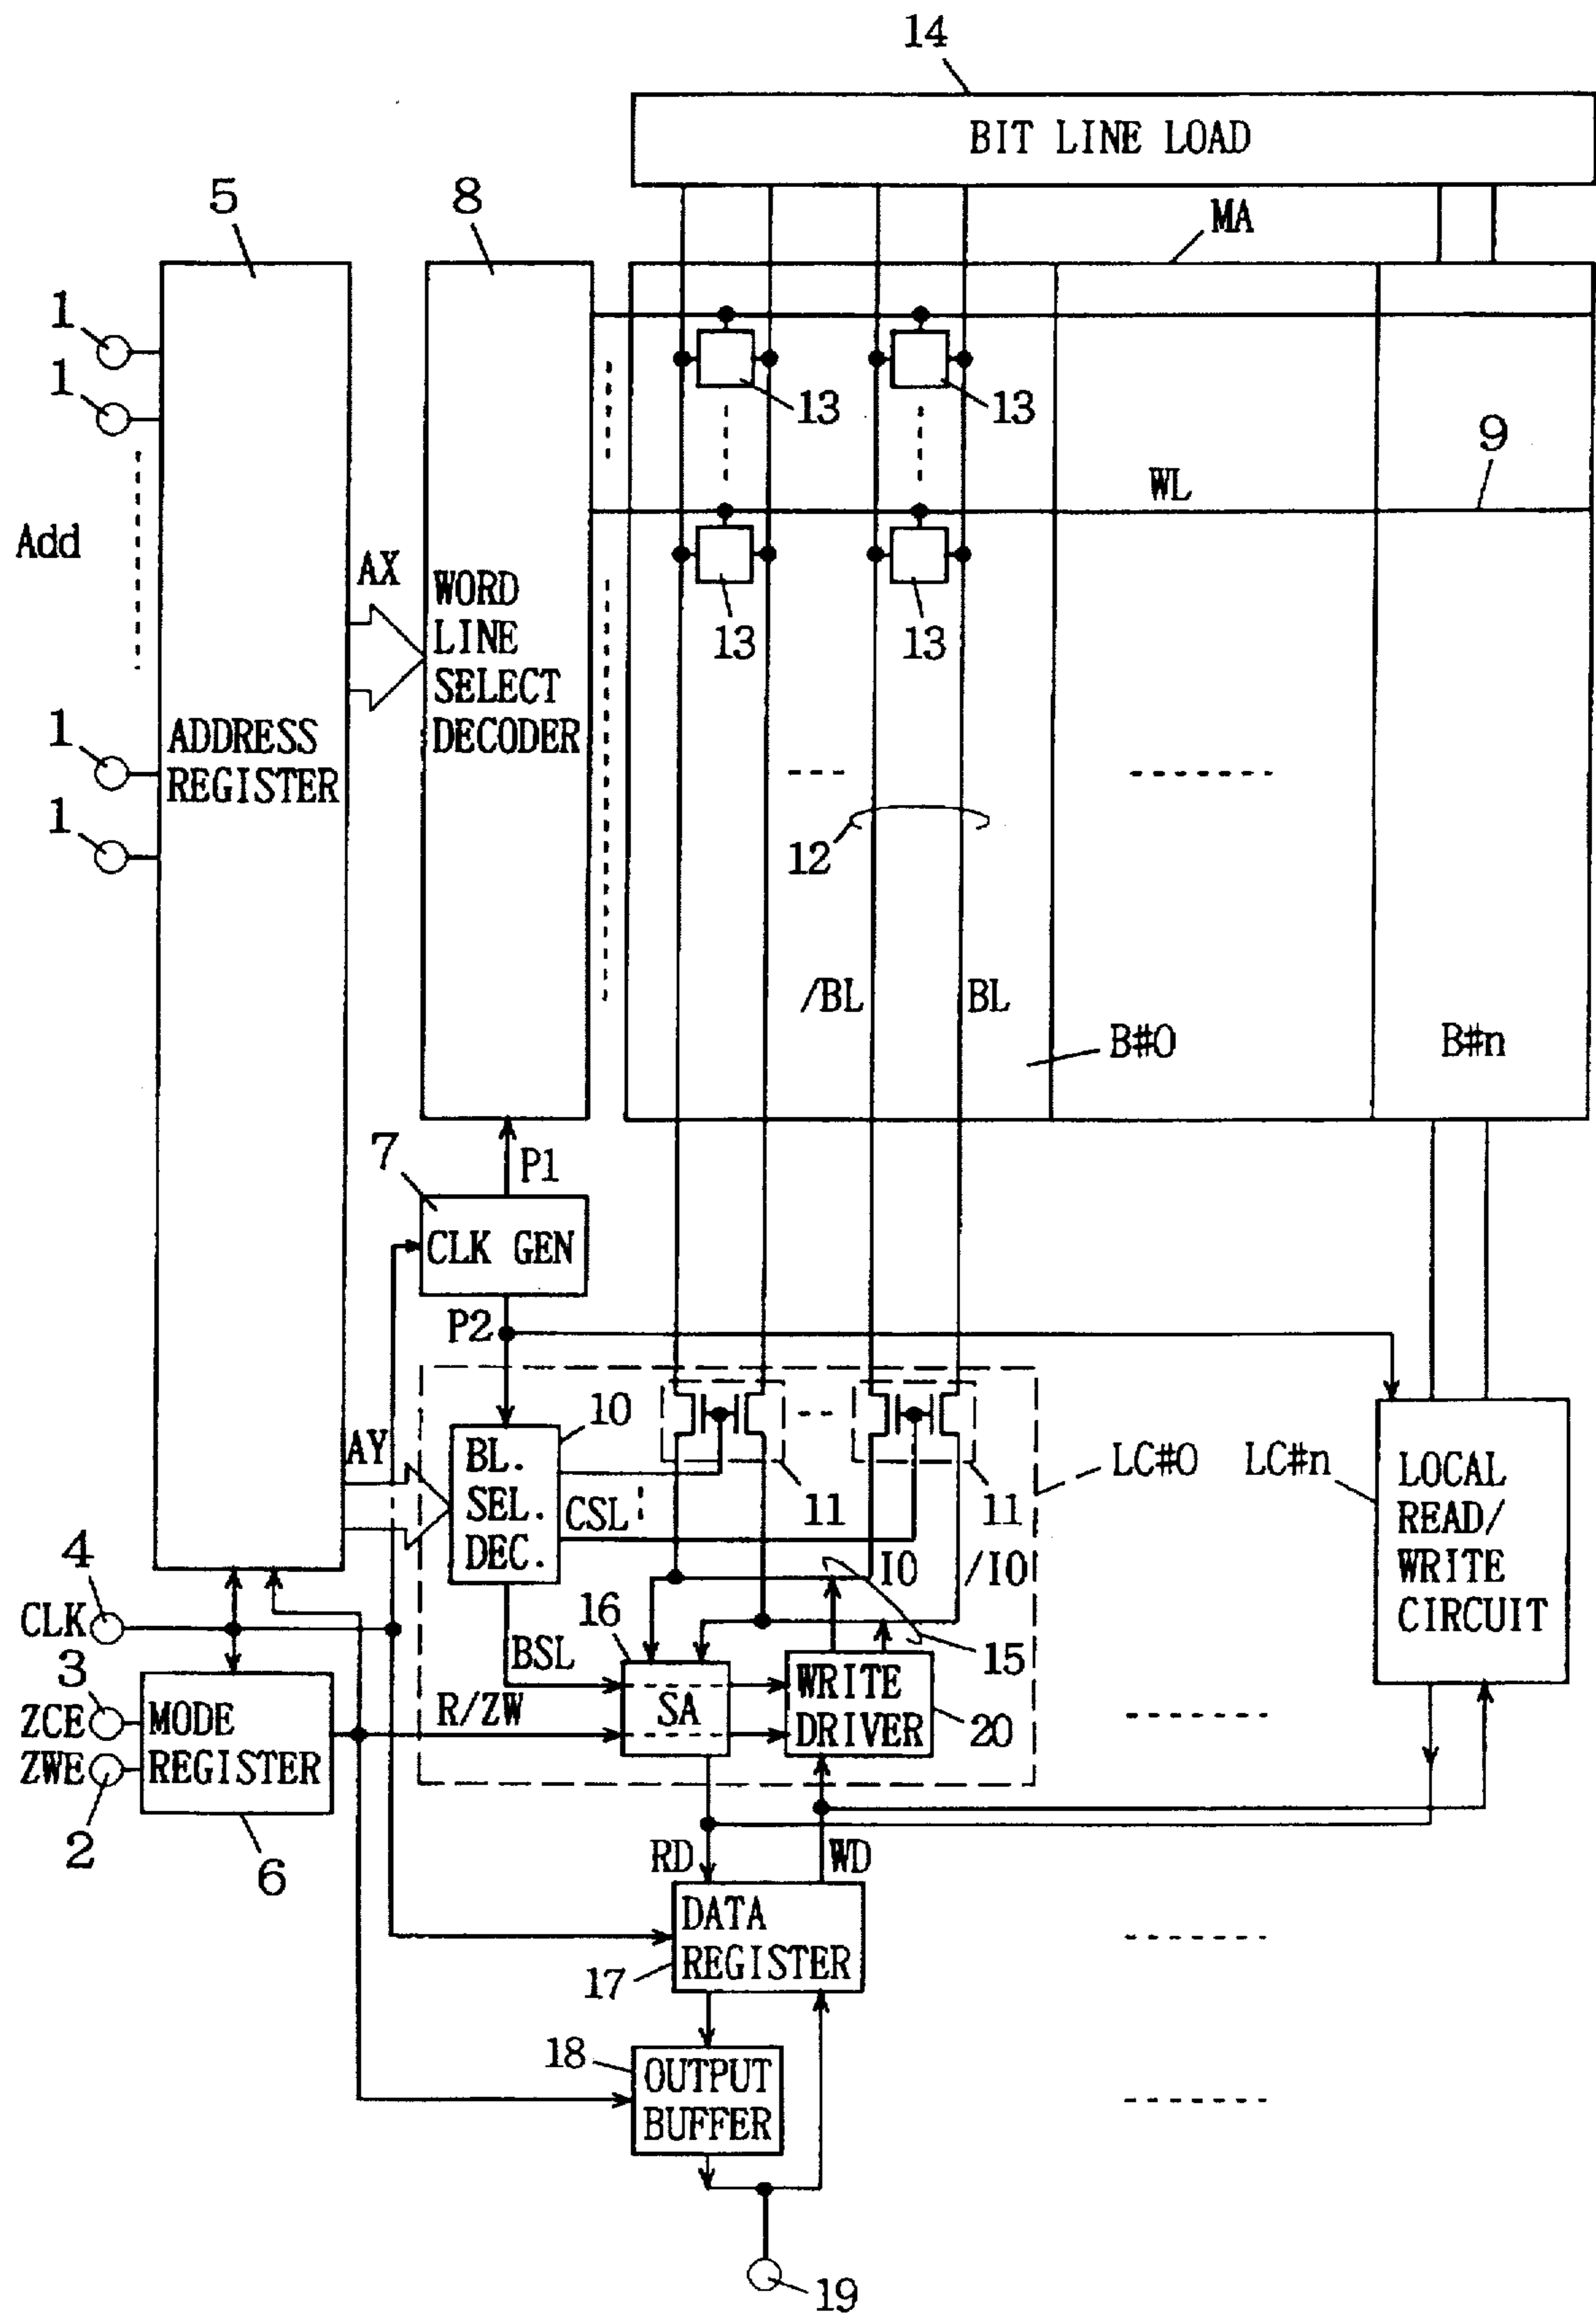 14
BIT LINE LOAD
5
8
MA
1
1
13
13
9
WL
Add
AX
WORD
LINE
SELECT
DECODER
13
13
1
ADDRESS
REGISTER
1
12
/BL
BL
B#0
B#n
7
P1
CLK GEN
P2
10
AY
BL.
SEL.
DEC.
CSL
11
11
LC#0
LC#n
LOCAL
READ/
WRITE
CIRCUIT
IO
/IO
4
CLK
16
BSL
15
3
ZCE
MODE
REGISTER
R/ZW
SA
WRITE
DRIVER
20
ZWE
2
6
RD
WD
DATA
REGISTER
17
18
OUTPUT
BUFFER
19